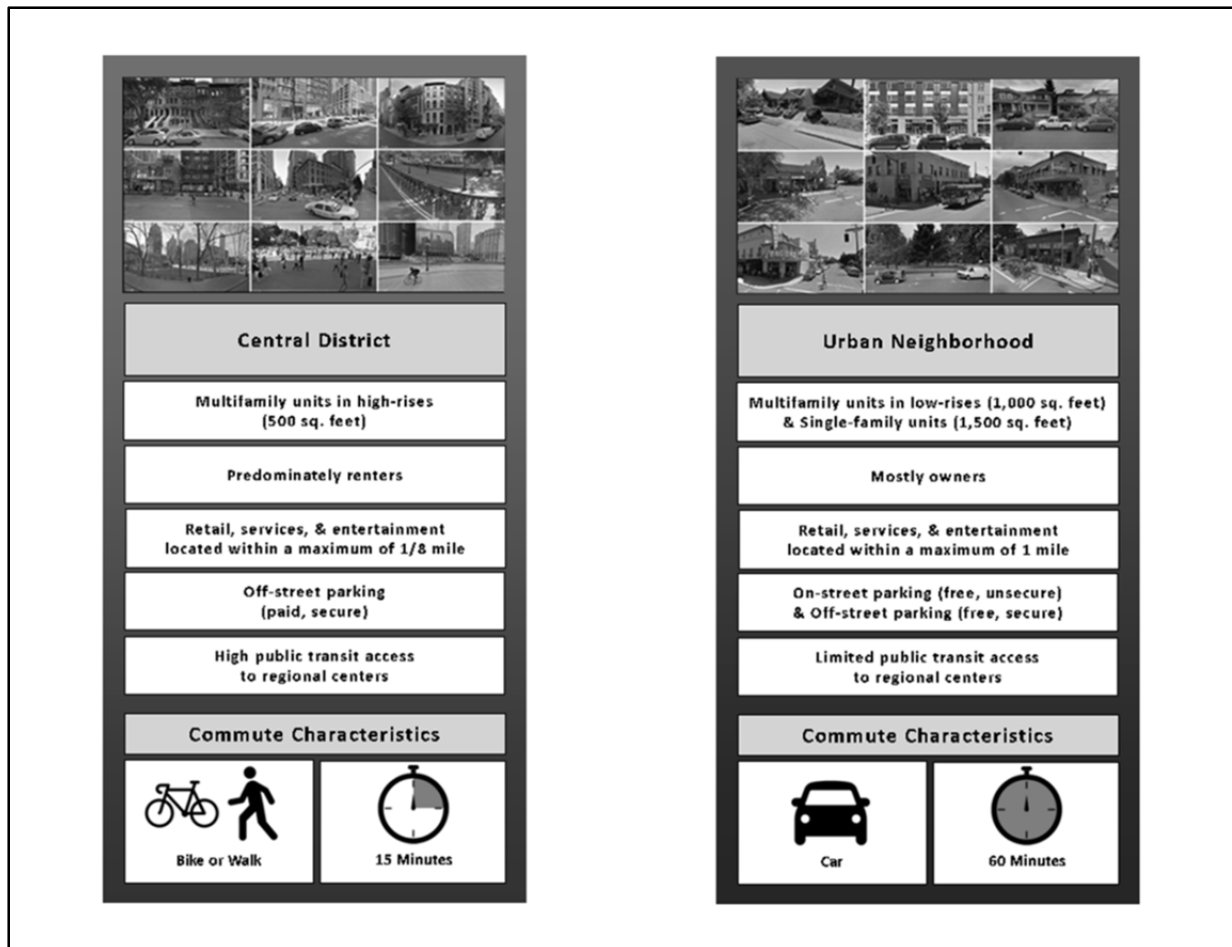 Central District
Multifamily units in high-rises
(500 sq. feet)
Predominately renters
Retail, services, & entertainment
located within a maximum of 1/8 mile
Off-street parking
(paid, secure)
High public transit access
to regional centers
Commute Characteristics
Bike or Walk
15 Minutes
Urban Neighborhood
Multifamily units in low-rises (1,000 sq. feet)
& Single-family units (1,500 sq. feet)
Mostly owners
Retail, services, & entertainment
located within a maximum of 1 mile
On-street parking (free, unsecure)
& Off-street parking (free, secure)
Limited public transit access
to regional centers
Commute Characteristics
Car
60 Minutes